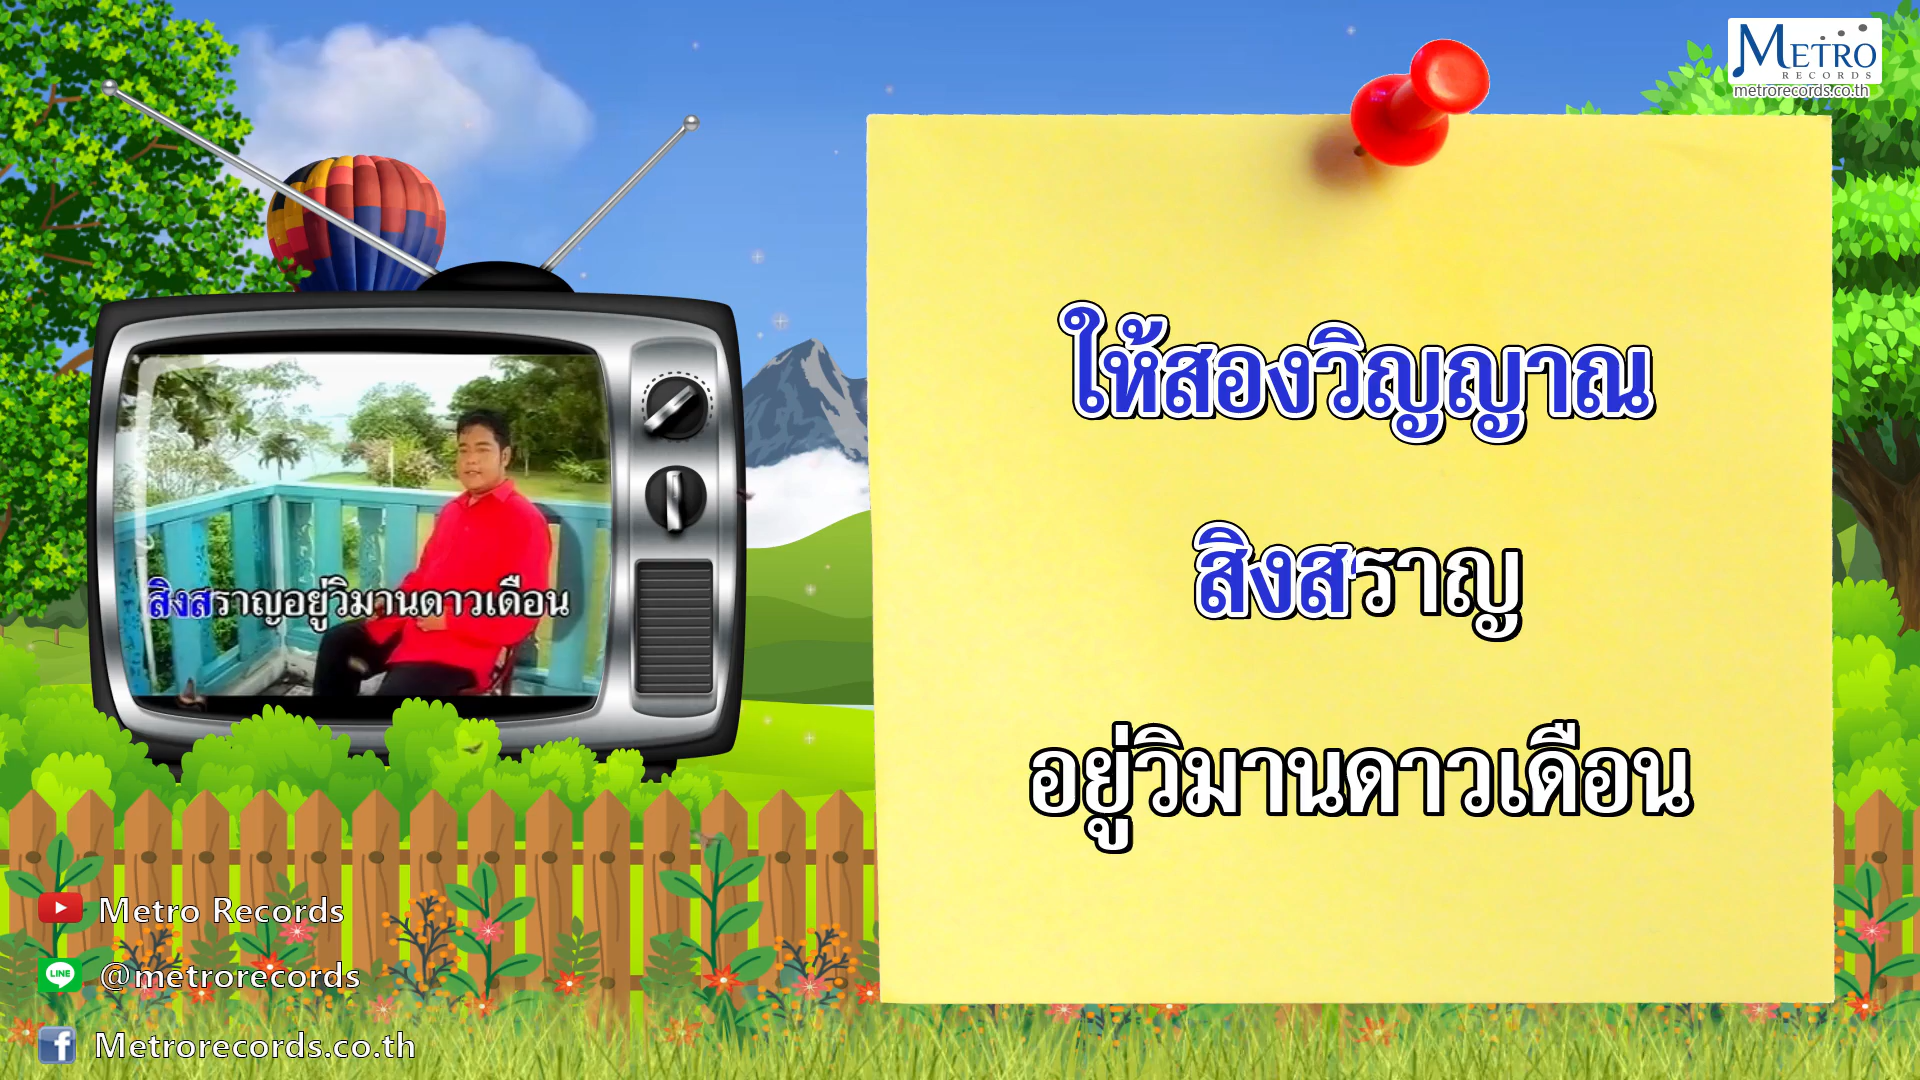 METRO
RECORDS
metrorecords.co.th
ให้สองวิญญาณ
สิงสราญ
อยู่วิมานดาวเดือน
สิงสราญอยู่วิมานดาวเดือน
Metro Records
LINE
@metrorecords
f
Metrorecords.co.th